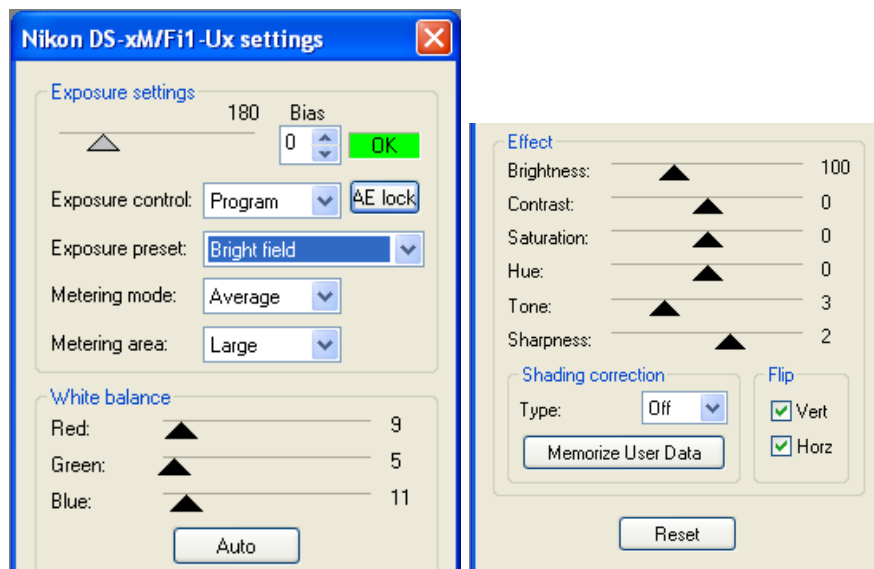 Nikon DS-xM/Fi1-Ux settings
Exposure settings
180 Bias
0 OK
Exposure control: Program AE lock
Exposure preset: Bright field
Metering mode: Average
Metering area: Large
White balance
Red: 9
Green: 5
Blue: 11
Auto
Effect
Brightness: 100
Contrast: 0
Saturation: 0
Hue: 0
Tone: 3
Sharpness: 2
Shading correction
Type: Off
Memorize User Data
Flip
Vert
Horz
Reset